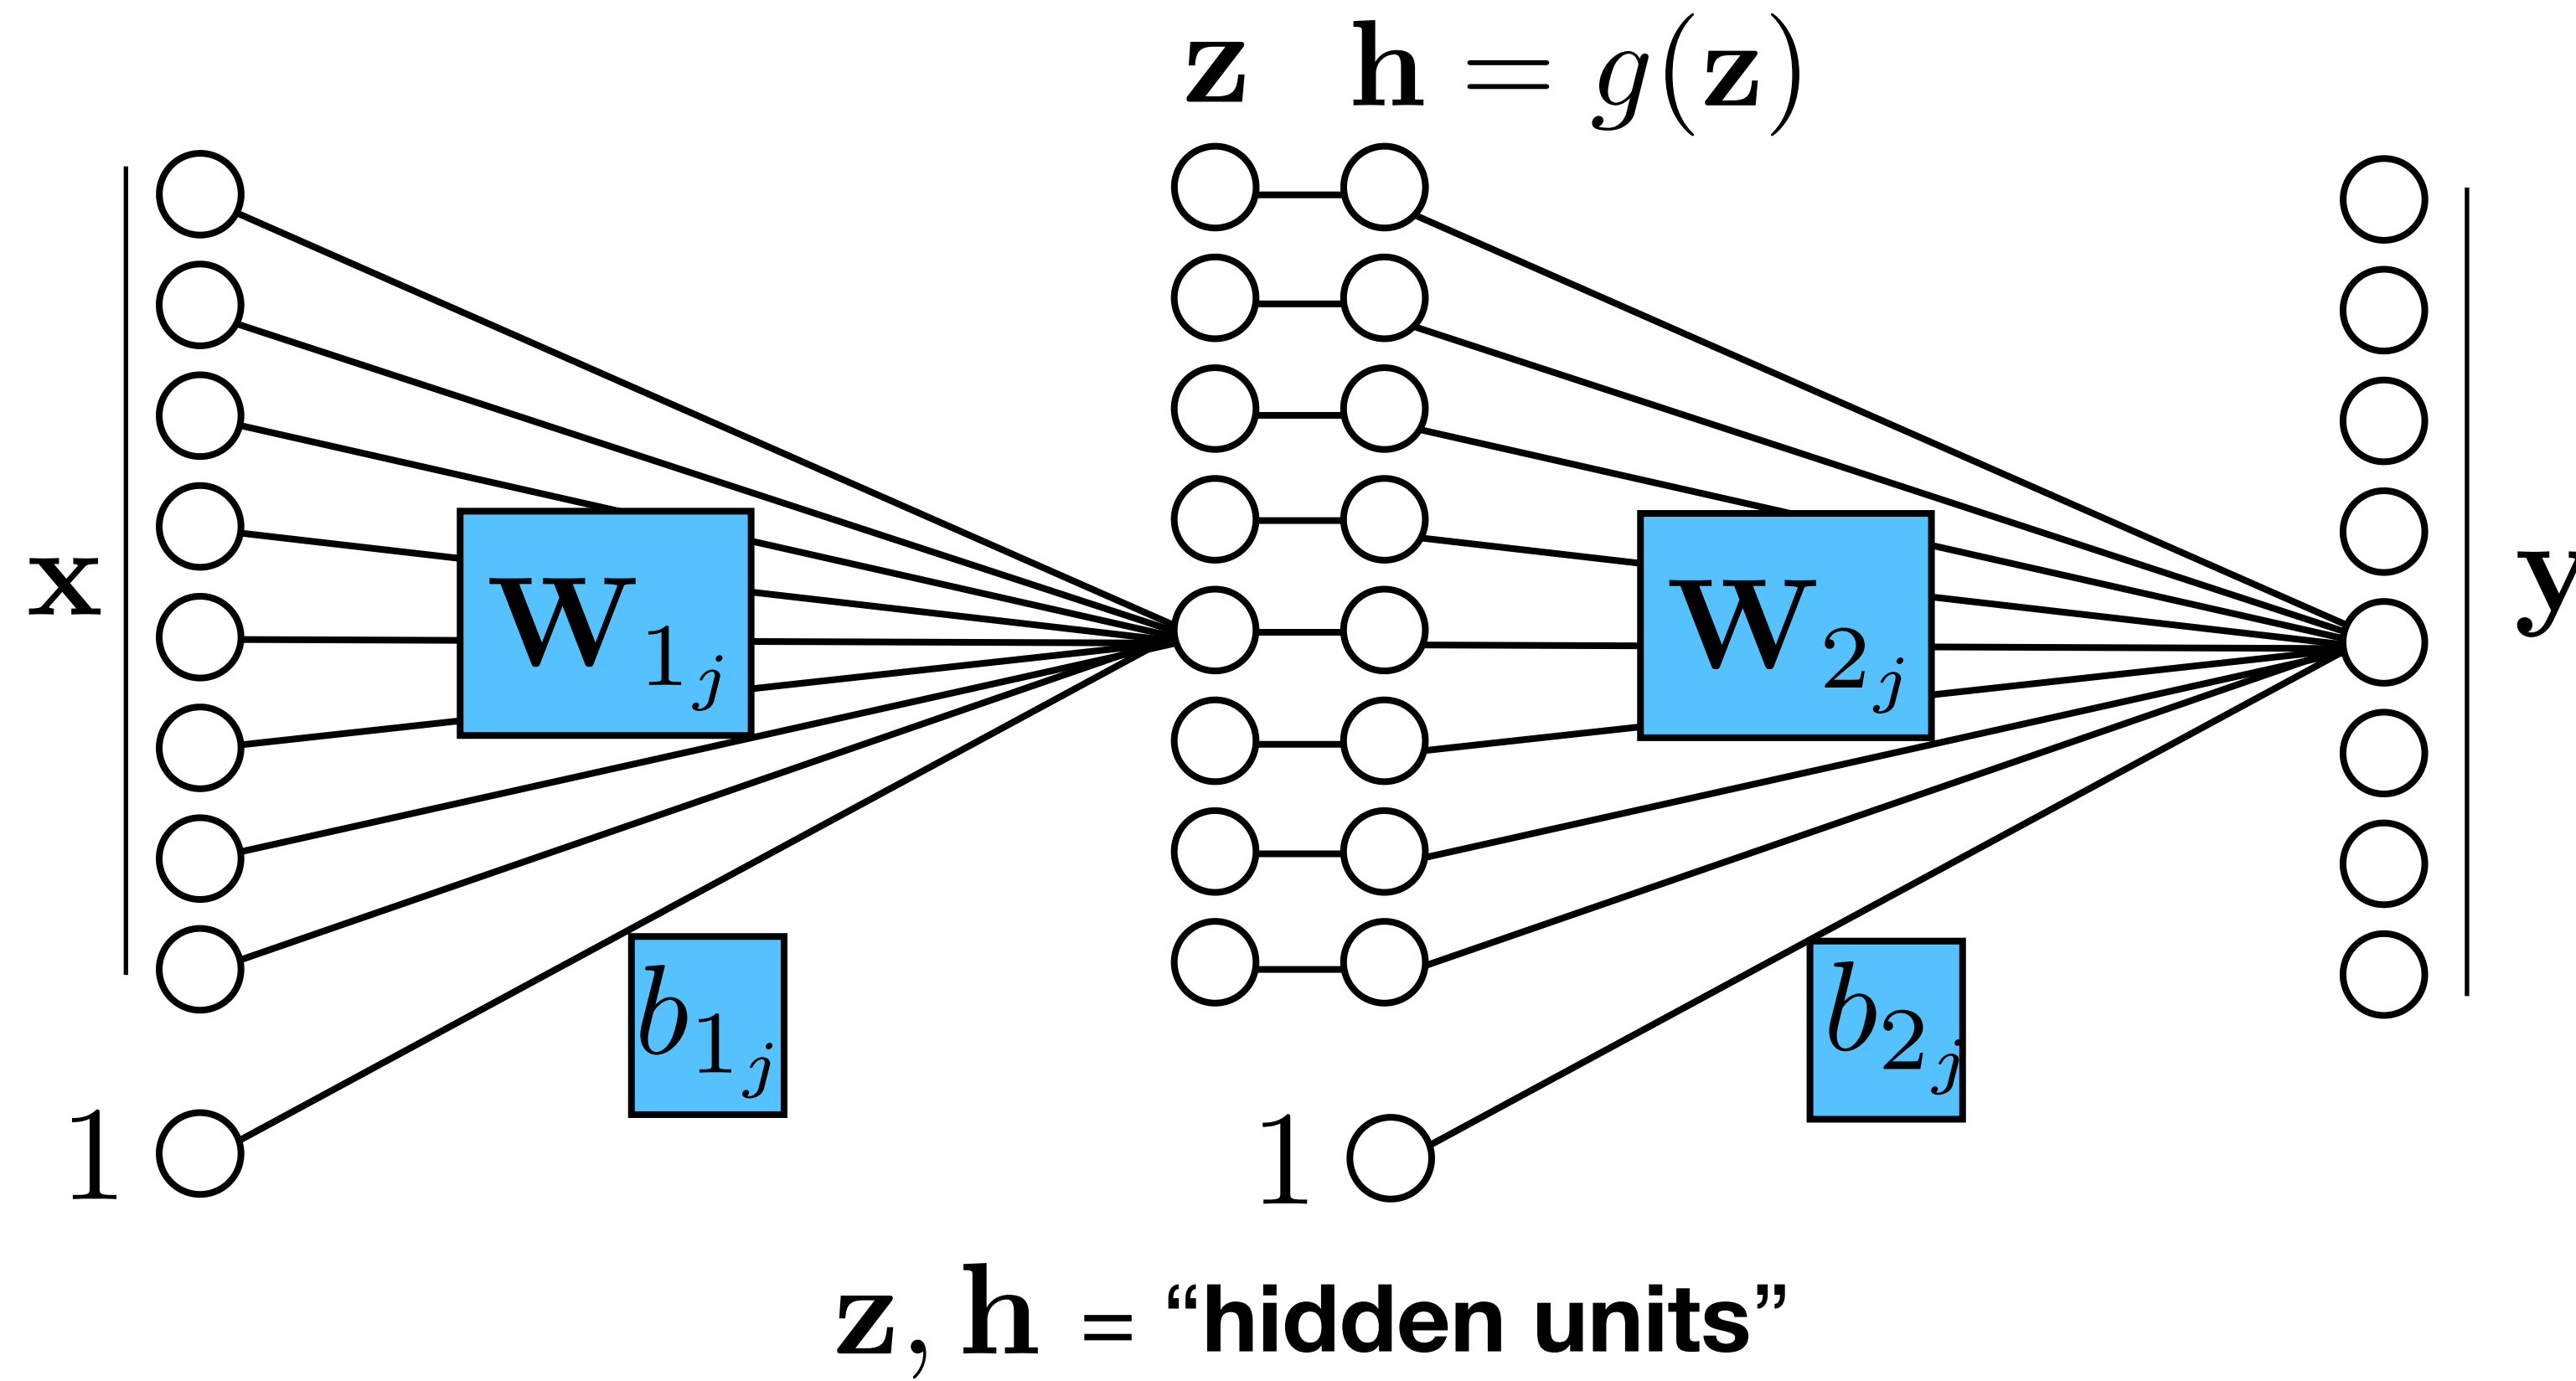 z h = g(z)
x
W₁ⱼ
W₂ⱼ
y
b₁ⱼ
b₂ⱼ
1
1
z, h = “hidden units”